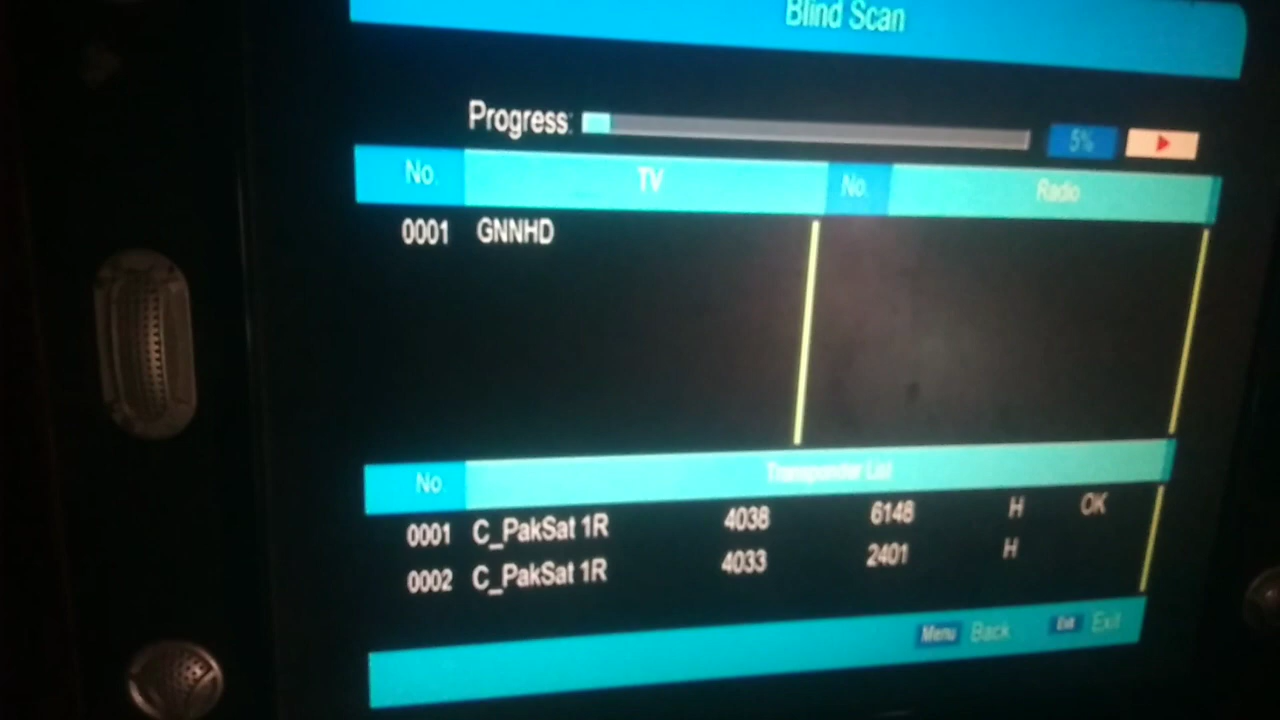 Blind Scan
Progress: 5%
No. TV No. Radio
0001 GNNHD
No. Transponder List
0001 C_PakSat 1R 4038 6148 H OK
0002 C_PakSat 1R 4033 2401 H
Menu Back Exit Exit